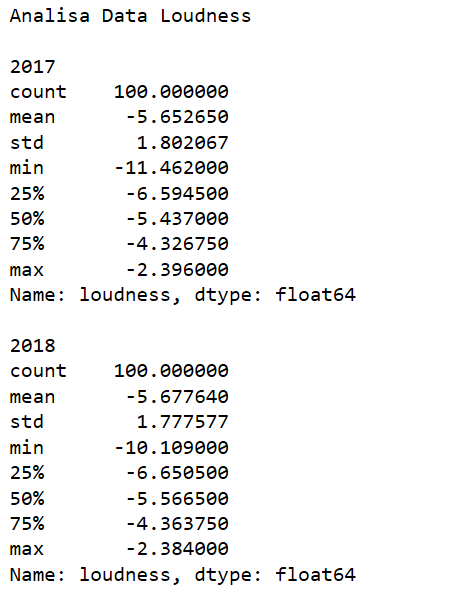 Analisa Data Loudness
2017
count    100.000000
mean      -5.652650
std        1.802067
min      -11.462000
25%       -6.594500
50%       -5.437000
75%       -4.326750
max       -2.396000
Name: loudness, dtype: float64
2018
count    100.000000
mean      -5.677640
std        1.777577
min      -10.109000
25%       -6.650500
50%       -5.566500
75%       -4.363750
max       -2.384000
Name: loudness, dtype: float64